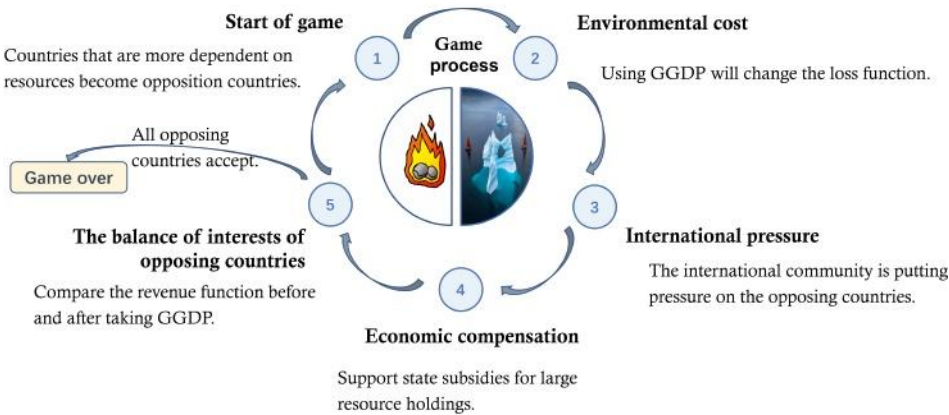 Start of game
Countries that are more dependent on
resources become opposition countries.
1
Game
process
2
Environmental cost
Using GGDP will change the loss function.
3
International pressure
The international community is putting
pressure on the opposing countries.
4
Economic compensation
Support state subsidies for large
resource holdings.
5
The balance of interests of
opposing countries
Compare the revenue function before
and after taking GGDP.
All opposing
countries accept.
Game over